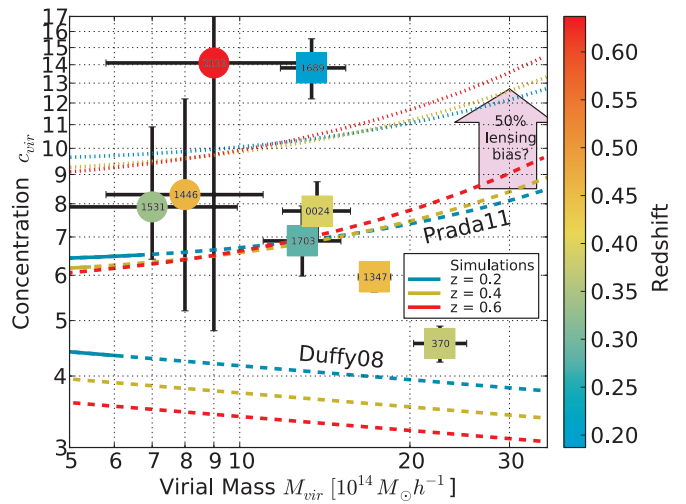 17
16
15
14
13
12
11
10
9
8
7
6
5
4
3
Concentration c_vir
1689
1531
1446
0024
1703
1347
370
50%
lensing
bias?
Prada11
Simulations
z = 0.2
z = 0.4
z = 0.6
Duffy08
5 6 7 8 9 10 20 30
Virial Mass M_vir [10^14 M_⊙ h^-1]
0.60
0.55
0.50
0.45
0.40
0.35
0.30
0.25
0.20
Redshift